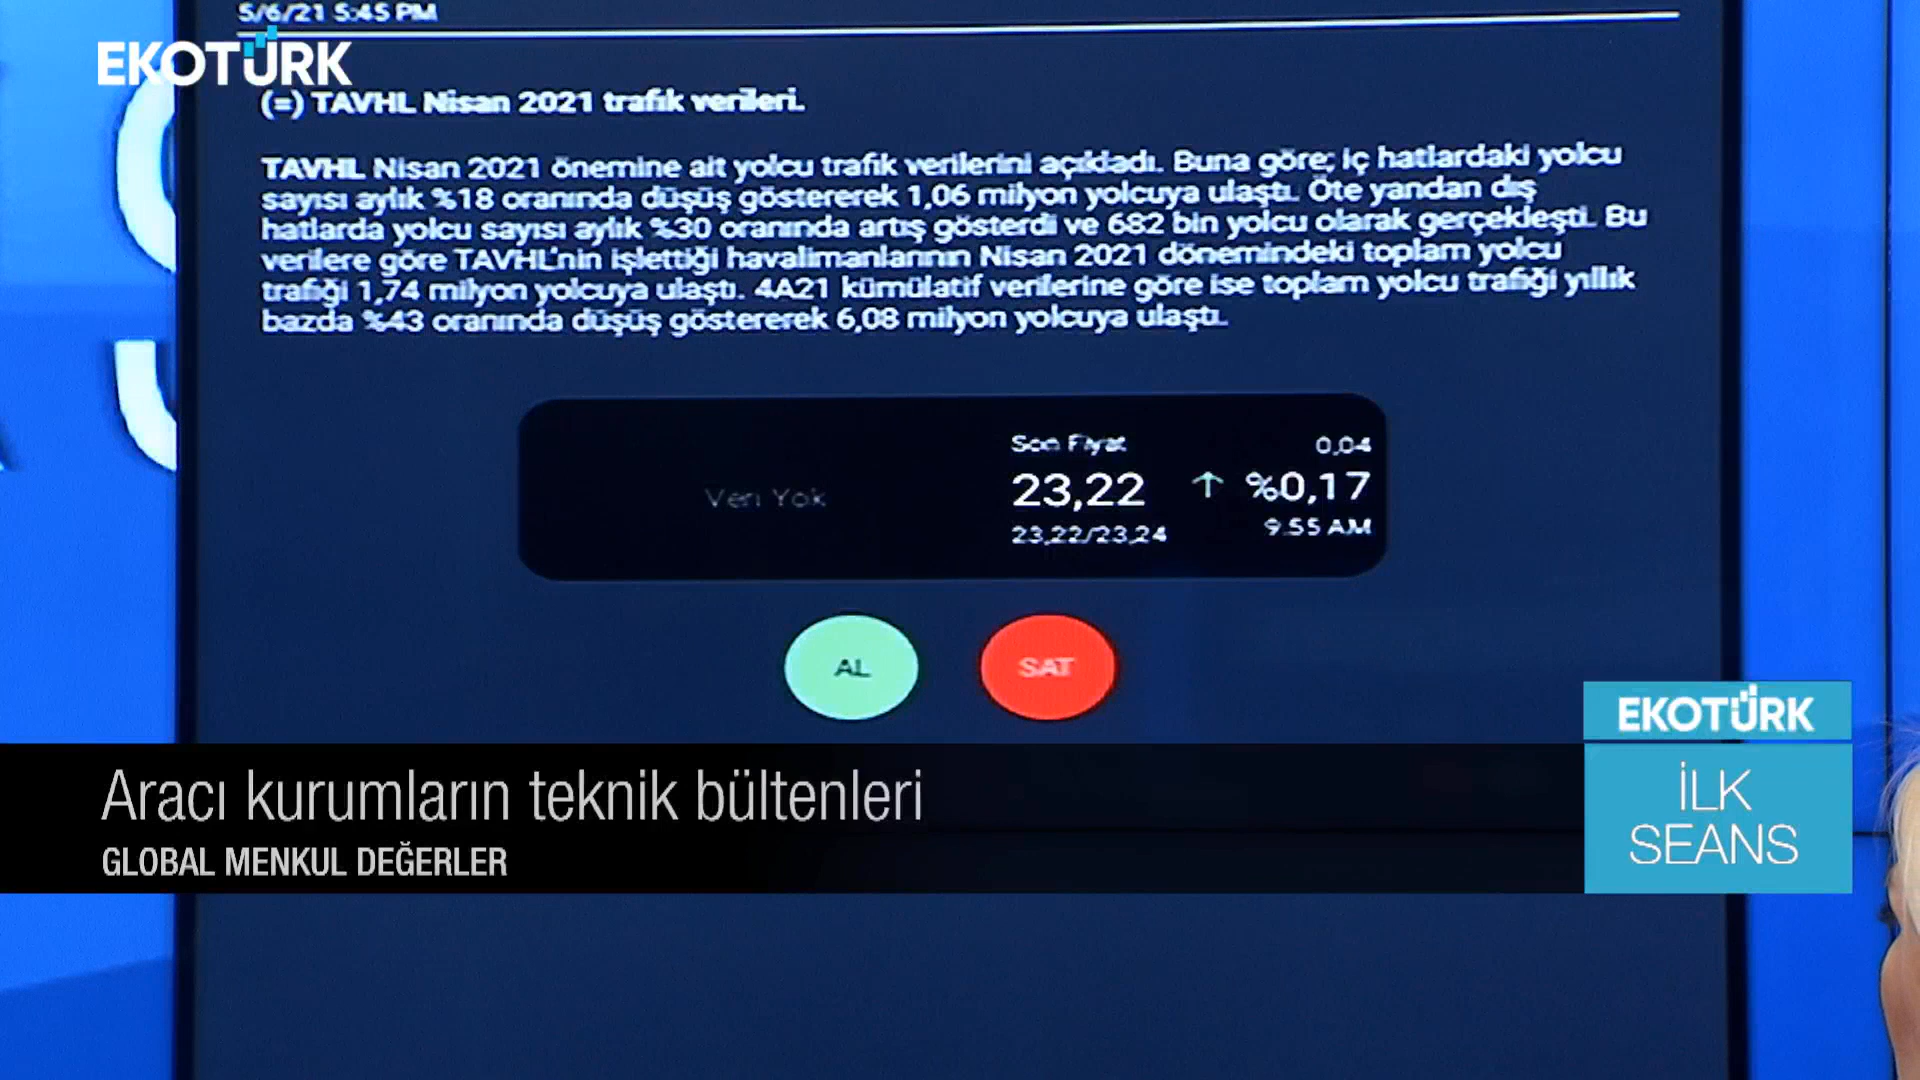 5/6/21 5:45 PM
EKOTÜRK
(=) TAVHL Nisan 2021 trafik verileri.
TAVHL Nisan 2021 önemine ait yolcu trafik verilerini açıkladı. Buna göre; iç hatlardaki yolcu
sayısı aylık %18 oranında düşüş göstererek 1,06 milyon yolcuya ulaştı. Öte yandan dış
hatlarda yolcu sayısı aylık %30 oranında artış gösterdi ve 682 bin yolcu olarak gerçekleşti. Bu
verilere göre TAVHL'nin işlettiği havalimanlarının Nisan 2021 dönemindeki toplam yolcu
trafiği 1,74 milyon yolcuya ulaştı. 4A21 kümülatif verilerine göre ise toplam yolcu trafiği yıllık
bazda %43 oranında düşüş göstererek 6,08 milyon yolcuya ulaştı.
Son Fiyat 0,04
Veri Yok 23,22 ↑ %0,17
23,22/23,24 9:55 AM
AL SAT
EKOTÜRK
İLK
SEANS
Aracı kurumların teknik bültenleri
GLOBAL MENKUL DEĞERLER